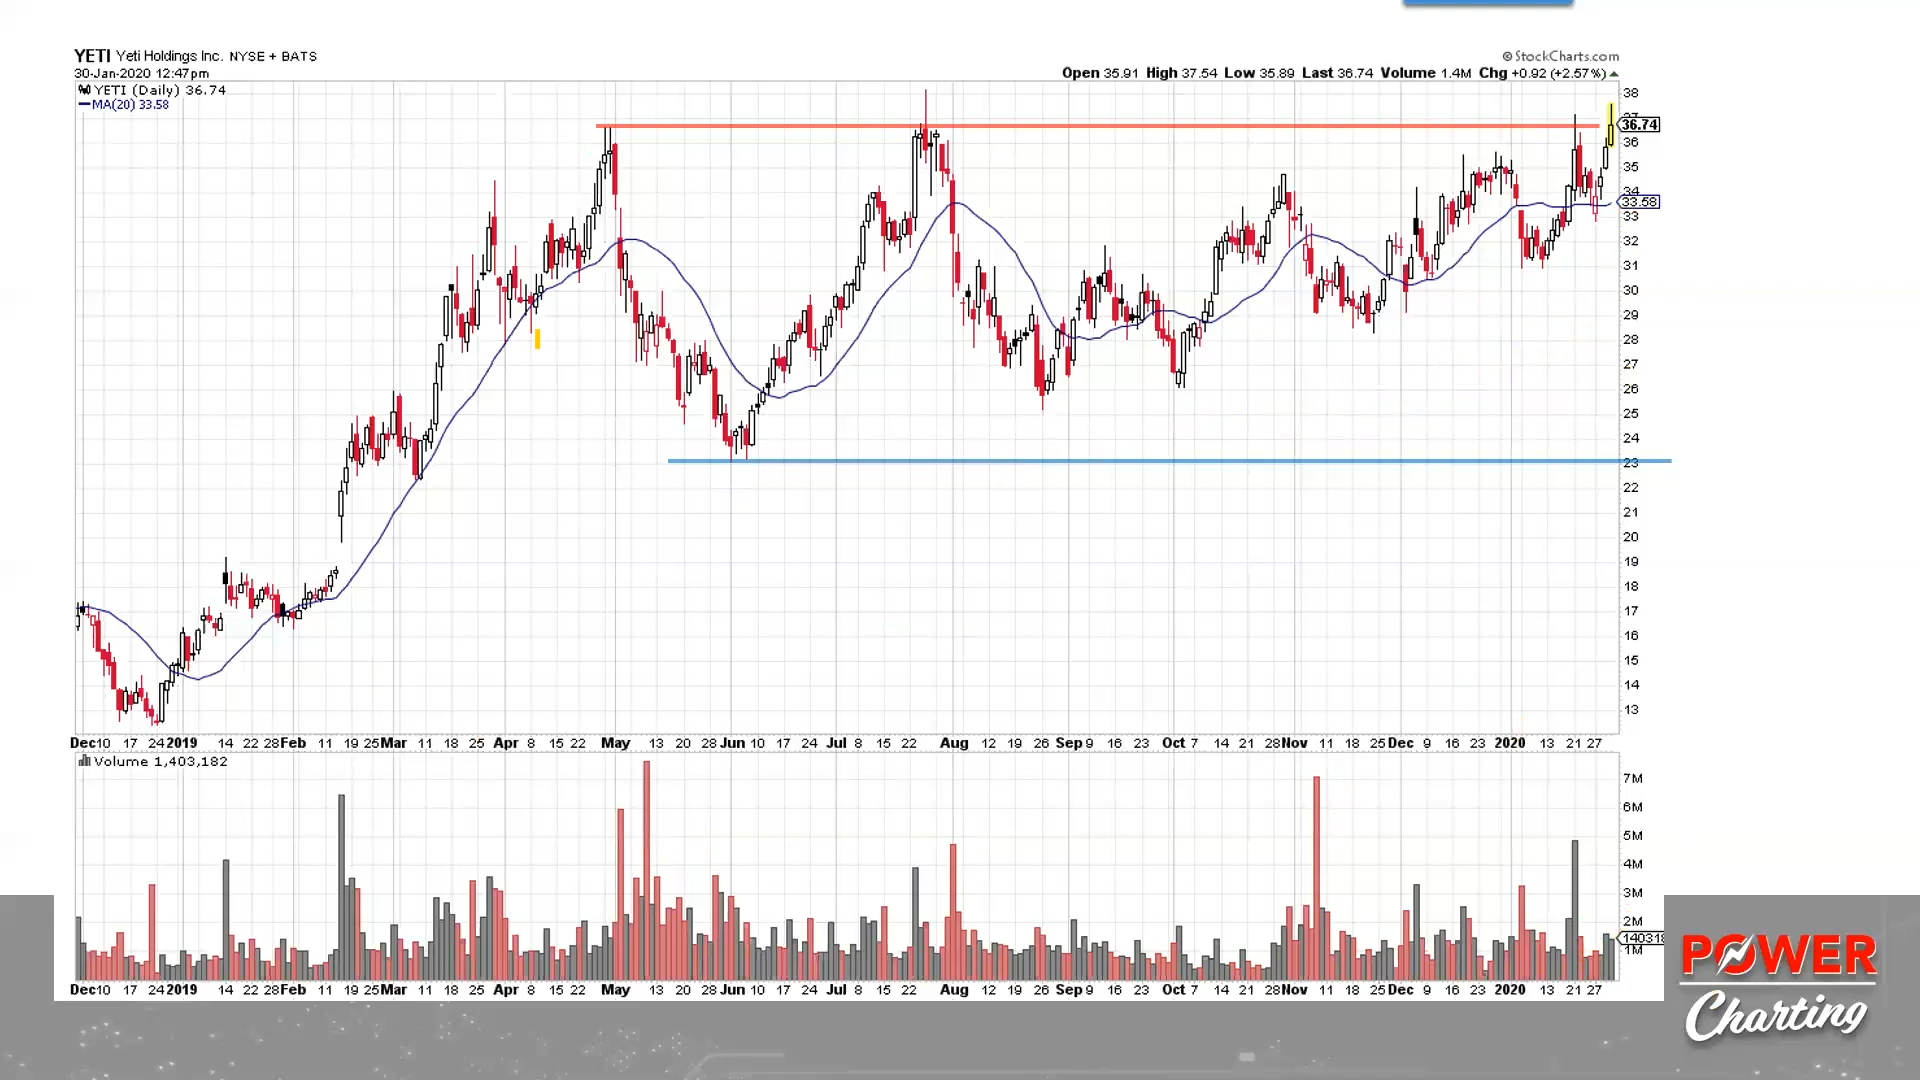 YETI Yeti Holdings Inc. NYSE + BATS
© StockCharts.com
30-Jan-2020 12:47pm
Open 35.91 High 37.54 Low 35.89 Last 36.74 Volume 1.4M Chg +0.92 (+2.57%)
YETI (Daily) 36.74
MA(20) 33.58
38
37
36.74
36
35
34
33.58
33
32
31
30
29
28
27
26
25
24
23
22
21
20
19
18
17
16
15
14
13
Dec 10 17 24 2019 14 22 28 Feb 11 19 25 Mar 11 18 25 Apr 8 15 22 May 13 20 28 Jun 10 17 24 Jul 8 15 22 Aug 12 19 26 Sep 9 16 23 Oct 7 14 21 28 Nov 11 18 25 Dec 9 16 23 2020 13 21 27
Volume 1,403,182
7M
6M
5M
4M
3M
2M
140318
1M
Dec 10 17 24 2019 14 22 28 Feb 11 19 25 Mar 11 18 25 Apr 8 15 22 May 13 20 28 Jun 10 17 24 Jul 8 15 22 Aug 12 19 26 Sep 9 16 23 Oct 7 14 21 28 Nov 11 18 25 Dec 9 16 23 2020 13 21 27
POWER
Charting